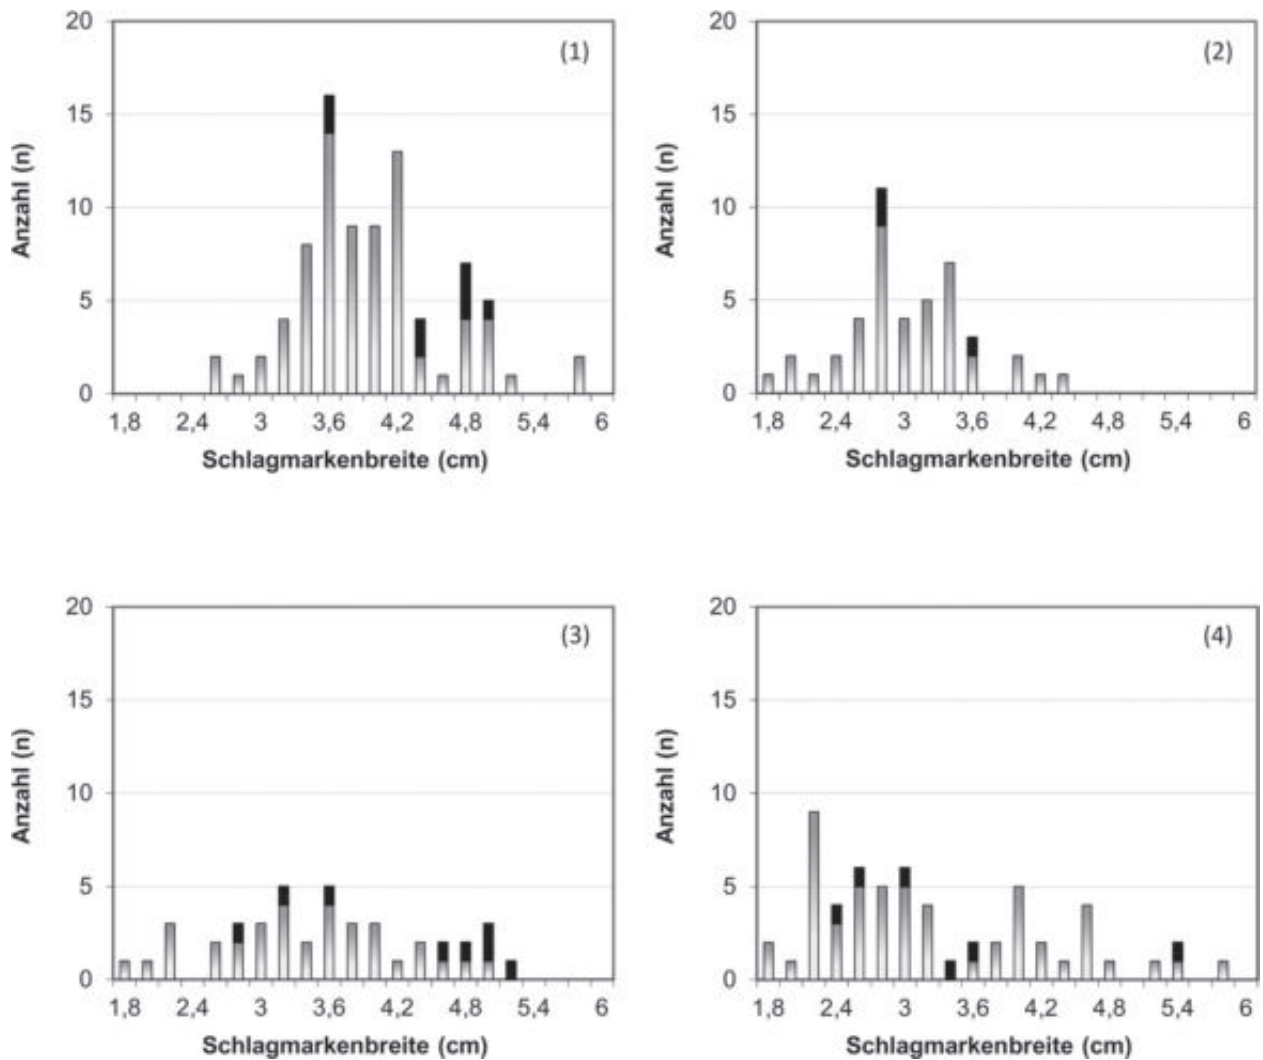 20
(1)
15
Anzahl (n)
10
5
0
1,8 2,4 3 3,6 4,2 4,8 5,4 6
Schlagmarkenbreite (cm)
20
(2)
15
Anzahl (n)
10
5
0
1,8 2,4 3 3,6 4,2 4,8 5,4 6
Schlagmarkenbreite (cm)
20
(3)
15
Anzahl (n)
10
5
0
1,8 2,4 3 3,6 4,2 4,8 5,4 6
Schlagmarkenbreite (cm)
20
(4)
15
Anzahl (n)
10
5
0
1,8 2,4 3 3,6 4,2 4,8 5,4 6
Schlagmarkenbreite (cm)